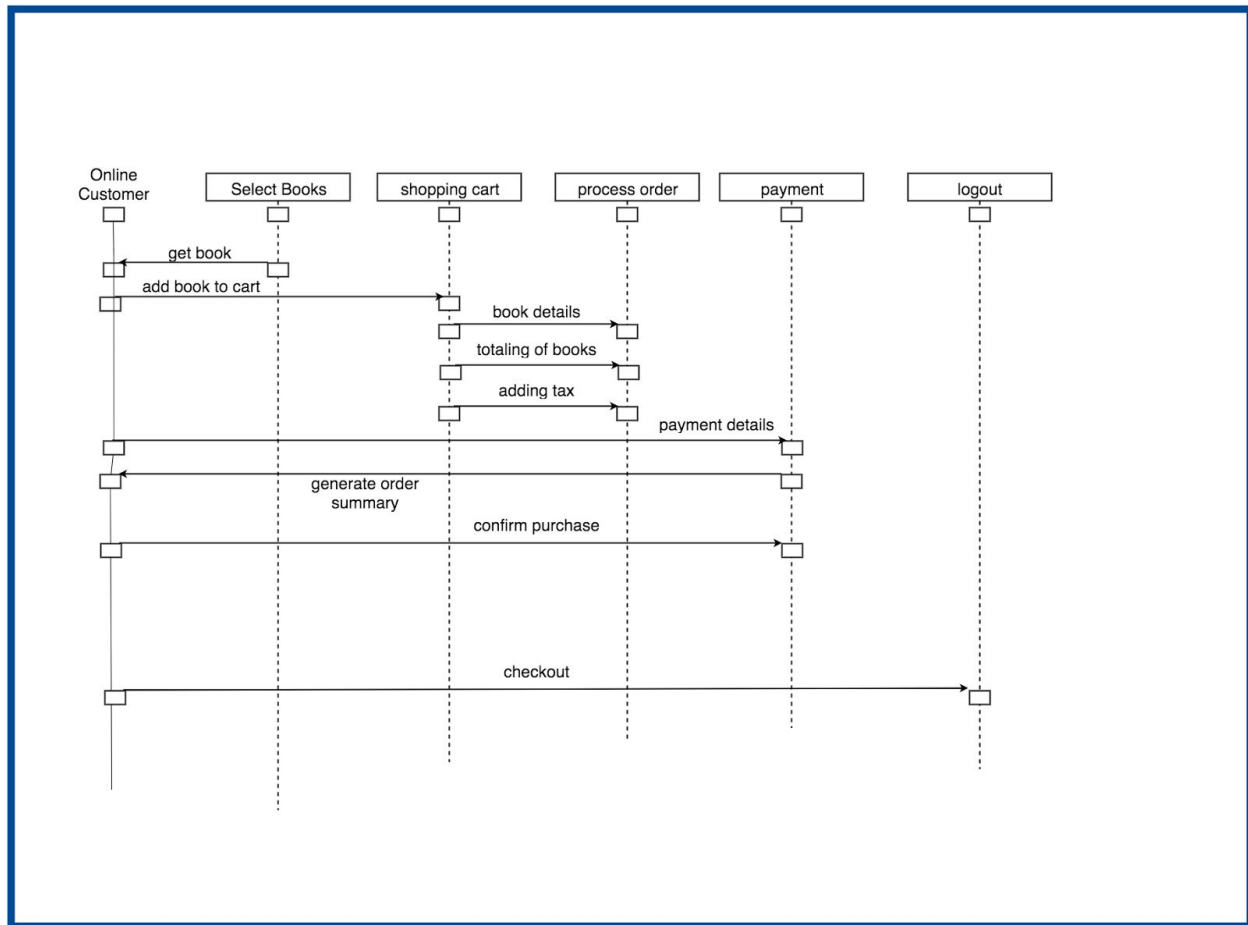 Online
Customer
Select Books
shopping cart
process order
payment
logout
get book
add book to cart
book details
totaling of books
adding tax
payment details
generate order
summary
confirm purchase
checkout